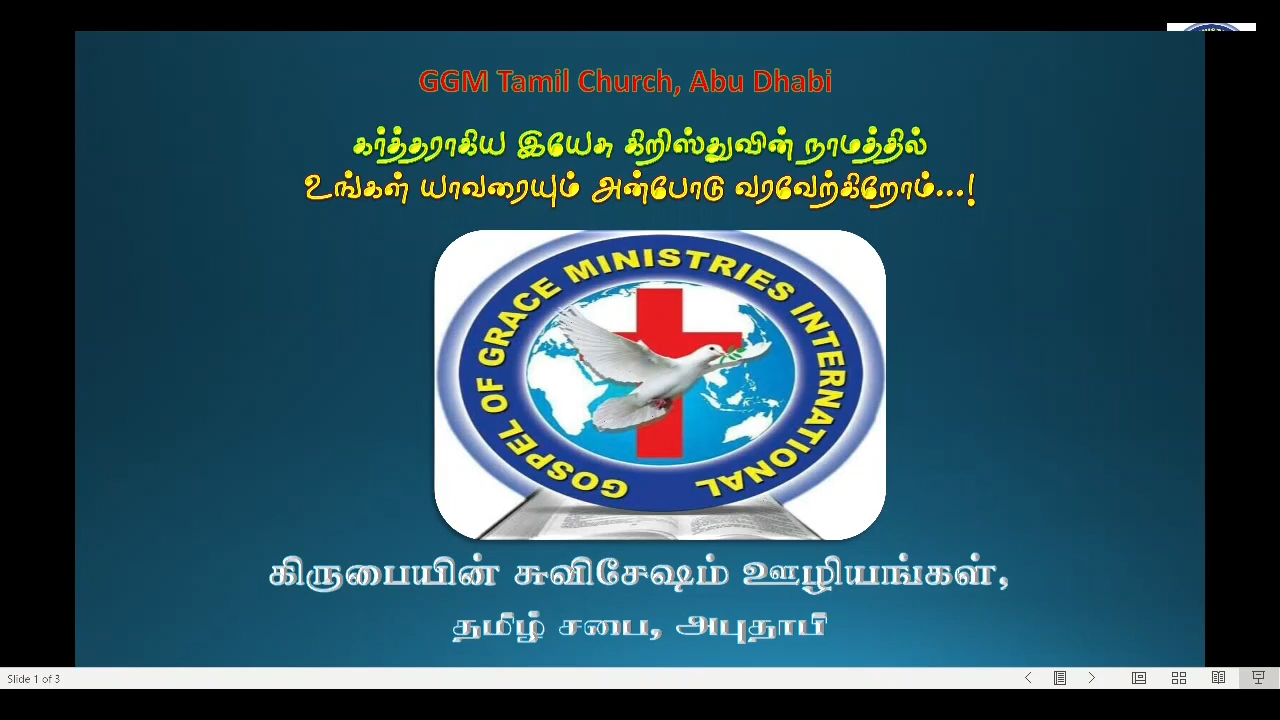 GGM Tamil Church, Abu Dhabi
கர்த்தராகிய இயேசு கிறிஸ்துவின் நாமத்தில்
உங்கள் யாவரையும் அன்போடு வரவேற்கிறோம்...!
GOSPEL OF GRACE MINISTRIES INTERNATIONAL
கிருபையின் சுவிசேஷம் ஊழியங்கள்,
தமிழ் சபை, அபுதாபி
Slide 1 of 3